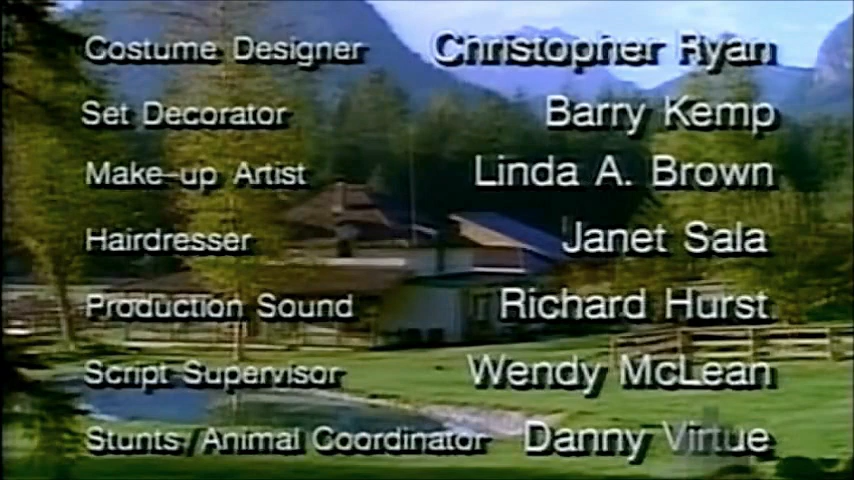 Costume Designer Christopher Ryan
Set Decorator Barry Kemp
Make-up Artist Linda A. Brown
Hairdresser Janet Sala
Production Sound Richard Hurst
Script Supervisor Wendy McLean
Stunts/Animal Coordinator Danny Virtue